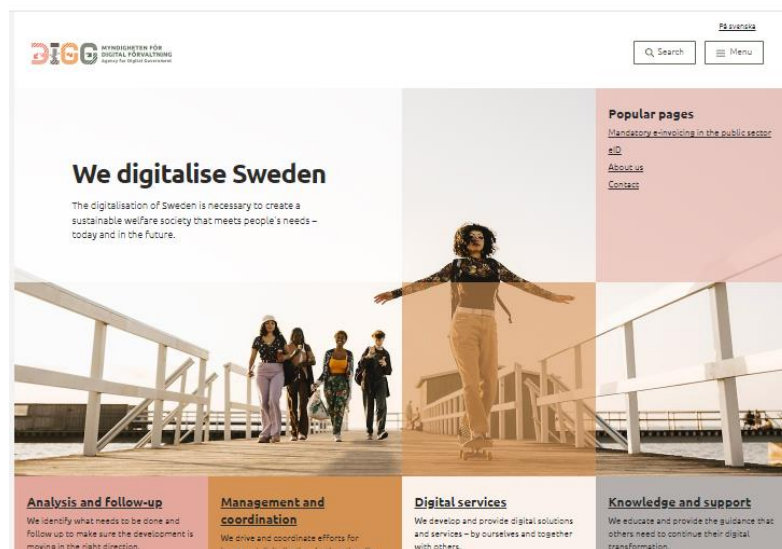 På svenska
DIGG
MYNDIGHETEN FÖR
DIGITAL FÖRVALTNING
Agency for Digital Government
Search
Menu
We digitalise Sweden
The digitalisation of Sweden is necessary to create a
sustainable welfare society that meets people's needs –
today and in the future.
Popular pages
Mandatory e-invoicing in the public sector
eID
About us
Contact
Analysis and follow-up
We identify what needs to be done and
follow up to make sure the development is
moving in the right direction.
Management and
coordination
We drive and coordinate efforts for
Digital services
We develop and provide digital solutions
and services – by ourselves and together
with others.
Knowledge and support
We educate and provide the guidance that
others need to continue their digital
transformation.